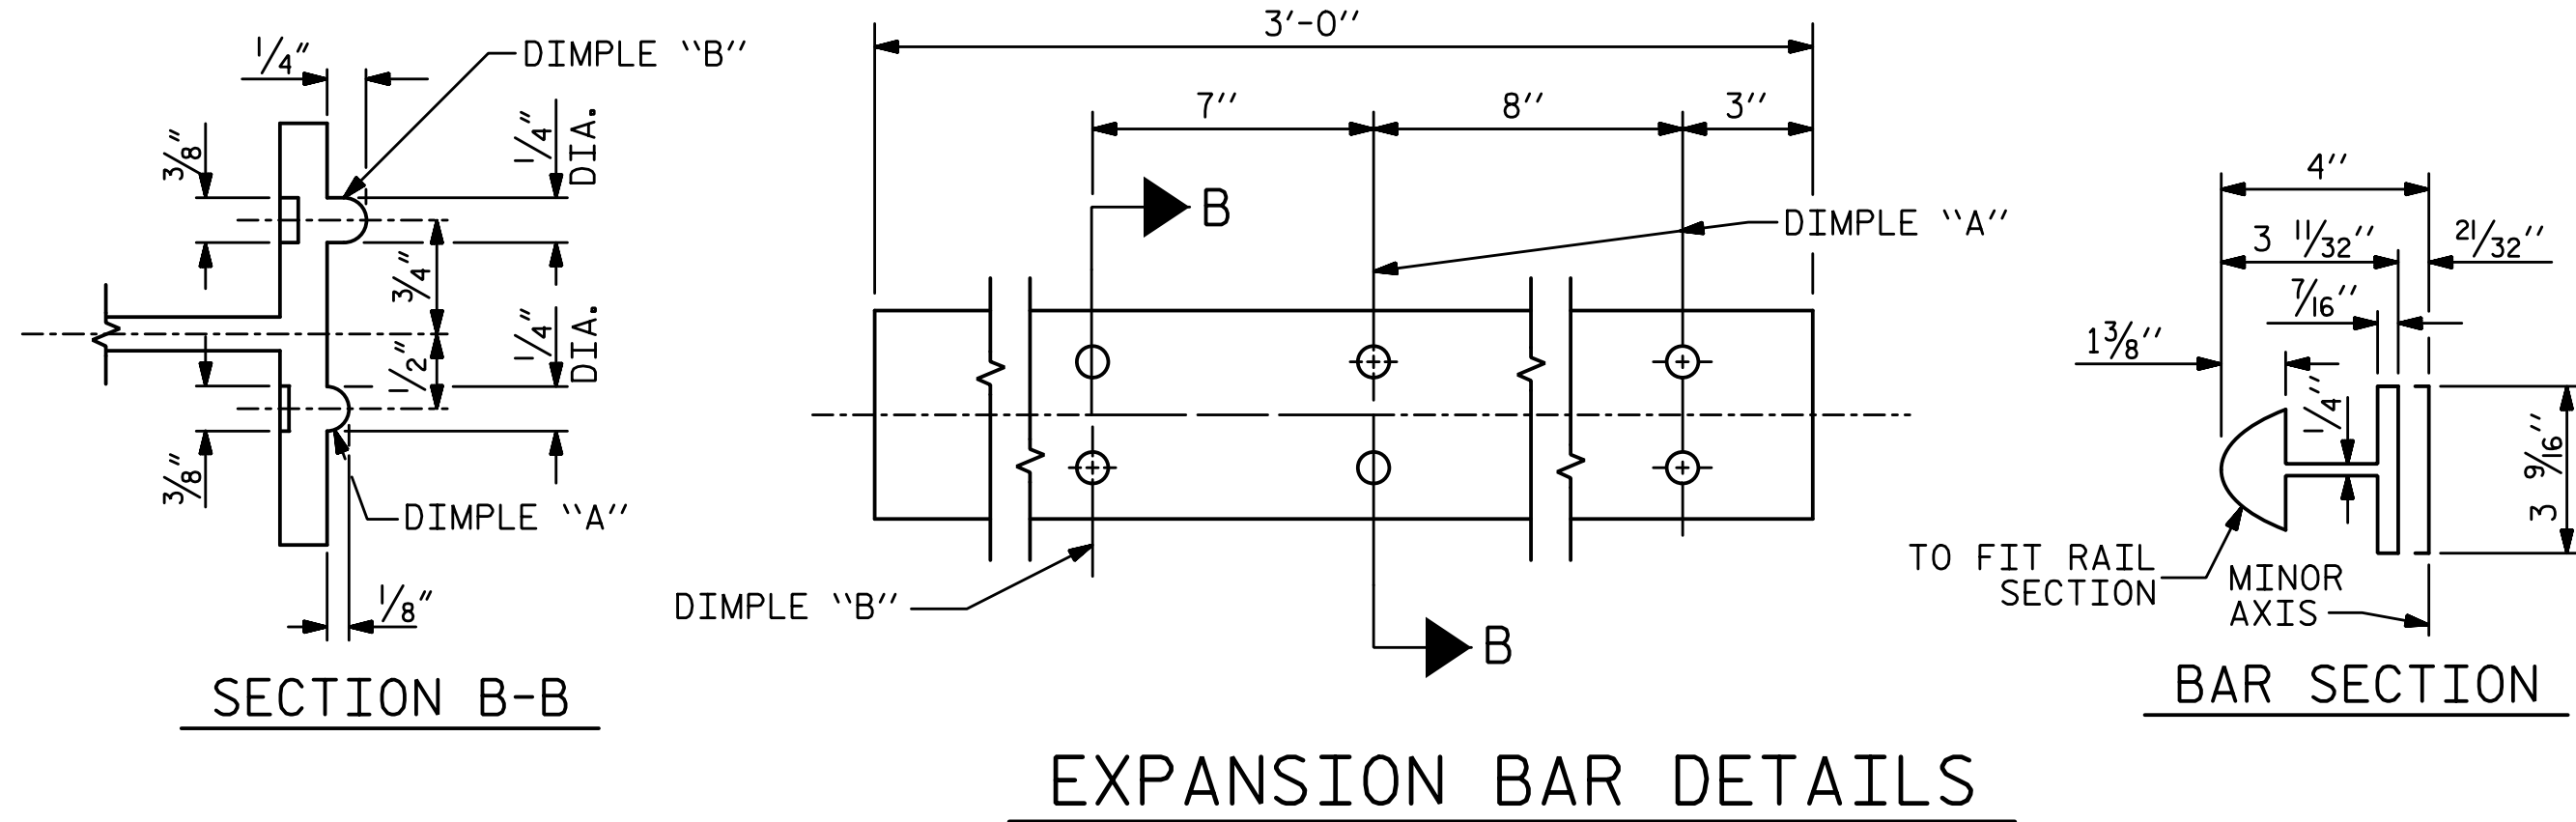 1/4"
DIMPLE "B"
3/8"
1/4" DIA.
3/4"
1/2"
1/4" DIA.
3/8"
DIMPLE "A"
1/8"
SECTION B-B
3'-0"
7"
8"
3"
B
DIMPLE "A"
DIMPLE "B"
B
EXPANSION BAR DETAILS
4"
3 11/32"
21/32"
7/16"
1 3/8"
1/4"
3 9/16"
TO FIT RAIL
SECTION
MINOR
AXIS
BAR SECTION